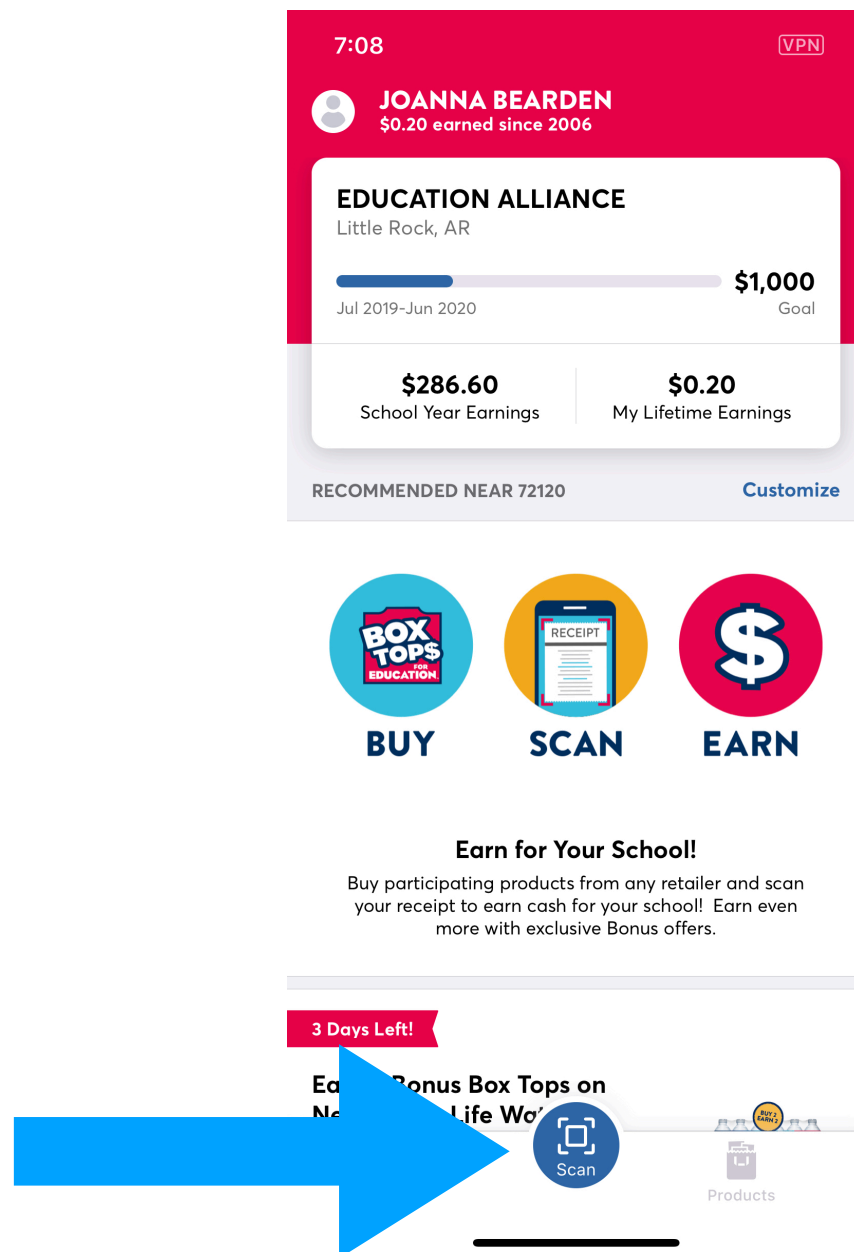 7:08
VPN
JOANNA BEARDEN
$0.20 earned since 2006
EDUCATION ALLIANCE
Little Rock, AR
$1,000
Jul 2019-Jun 2020
Goal
$286.60
School Year Earnings
$0.20
My Lifetime Earnings
RECOMMENDED NEAR 72120
Customize
BOX
TOPS
FOR
EDUCATION
RECEIPT
$
BUY
SCAN
EARN
Earn for Your School!
Buy participating products from any retailer and scan
your receipt to earn cash for your school! Earn even
more with exclusive Bonus offers.
3 Days Left!
Bonus Box Tops on
Life
BUY 2
EARN 2
Scan
Products